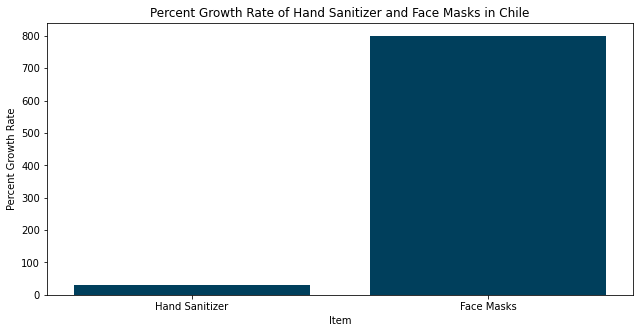 Percent Growth Rate of Hand Sanitizer and Face Masks in Chile
Percent Growth Rate
800
700
600
500
400
300
200
100
0
Hand Sanitizer
Face Masks
Item